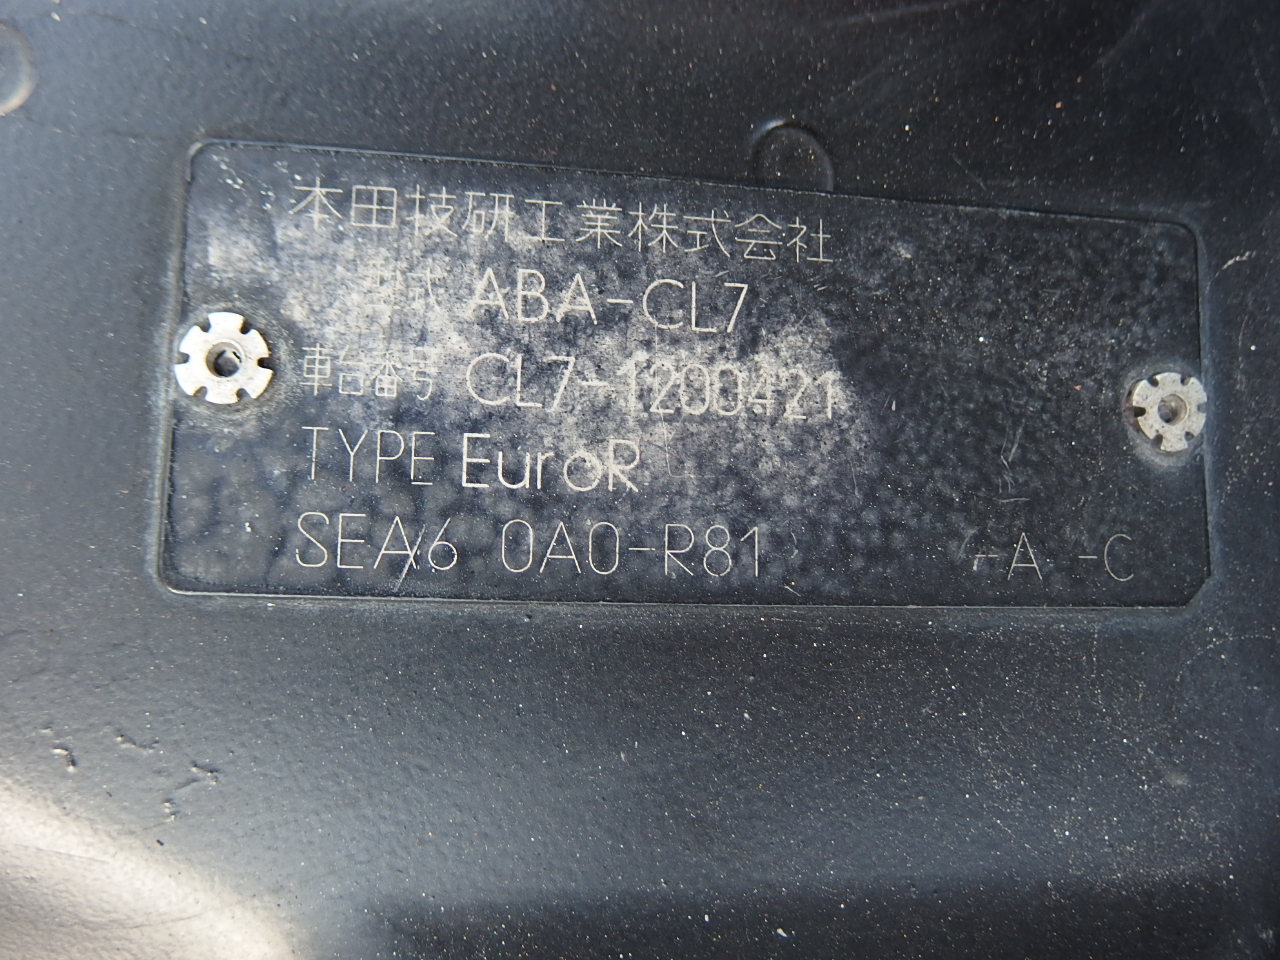 本田技研工業株式会社
型式 ABA-CL7
車台番号 CL7-1200421
TYPE EuroR
SEA6 0A0-R81 -A -C